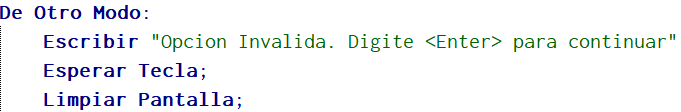 De Otro Modo:
Escribir "Opcion Invalida. Digite <Enter> para continuar"
Esperar Tecla;
Limpiar Pantalla;